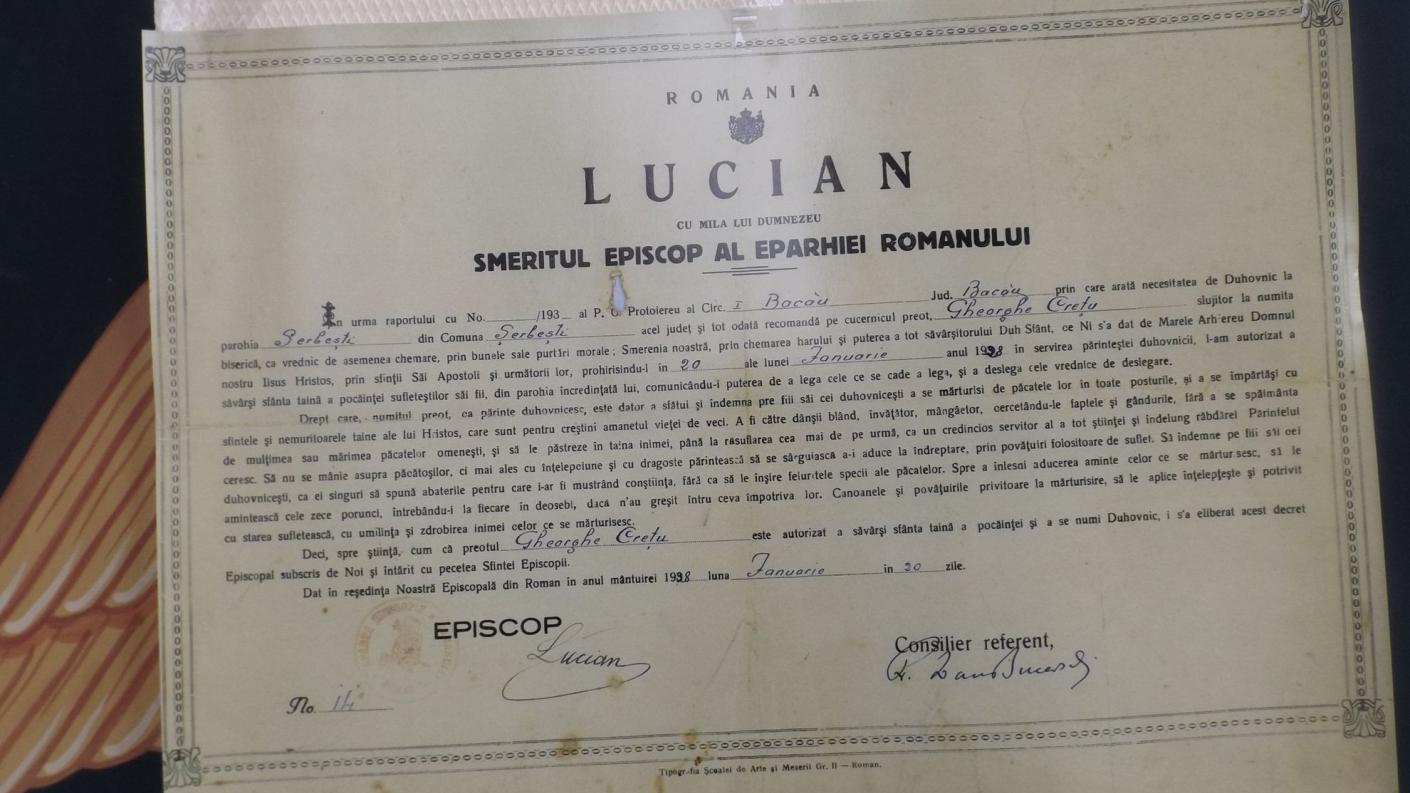 ROMANIA
LUCIAN
CU MILA LUI DUMNEZEU
SMERITUL EPISCOP AL EPARHIEI ROMANULUI
În urma raportului cu No. /193 al P. C Protoiereu al Circ. I Bacău Jud. Bacău prin care arată necesitatea de Duhovnic la
parohia Șerbești din Comuna Șerbești acel județ și tot odată recomandă pe cucernicul preot, Gheorghe Crețu slujitor la numita
biserică, ca vrednic de asemenea chemare, prin bunele sale purtări morale; Smerenia noastră, prin chemarea harului și puterea a tot săvârșitorului Duh Sfânt, ce Ni s'a dat de Marele Arhiereu Domnul
nostru Iisus Hristos, prin sfinții Săi Apostoli și următorii lor, prohirisindu-l în 20 ale lunei Januarie anul 1938 în servirea părinteștei duhovnicii, l-am autorizat a
săvârși sfânta taină a pocăinței sufleteștilor săi fii, din parohia încredințată lui, comunicându-i puterea de a lega cele ce se cade a lega, și a deslega cele vrednice de deslegare.
Drept care, numitul preot, ca părinte duhovnicesc, este dator a sfătui și îndemna pre fiii săi cei duhovnicești a se mărturisi de păcatelor lor în toate posturile, și a se împărtăși cu
sfintele și nemuritoarele taine ale lui Hristos, care sunt pentru creștini amanetul vieței de veci. A fi către dânșii blând, învățător, mângăetor, cercetându-le faptele și gândurile, fără a se spăimânta
de mulțimea sau mărimea păcatelor omenești, și să le păstreze în taina inimei, până la răsuflarea cea mai de pe urmă, ca un credincios servitor al a tot științei și îndelung răbdărei Părintelui
ceresc. Să nu se mânie asupra păcătoșilor, ci mai ales cu înțelepciune și cu dragoste părintească să se sârguiască a-i aduce la îndreptare, prin povățuiri folositoare de suflet. Să îndemne pe fiii săi cei
duhovnicești, ca ei singuri să spună abaterile pentru care i-ar fi mustrând conștiința, fără ca să le înșire feluritele specii ale păcatelor. Spre a înlesni aducerea aminte celor ce se mărturisesc, să le
amintească cele zece porunci, întrebându-i la fiecare în deosebi, dacă n'au greșit întru ceva împotriva lor. Canoanele și povățuirile privitoare la mărturisire, să le aplice înțelepțește și potrivit
cu starea sufletească, cu umilința și zdrobirea inimei celor ce se mărturisesc.
Deci, spre știință, cum că preotul Gheorghe Crețu este autorizat a săvârși sfânta taină a pocăinței și a se numi Duhovnic, i s'a eliberat acest decret
Episcopal subscris de Noi și întărit cu pecetea Sfintei Episcopii.
Dat în reședința Noastră Episcopală din Roman în anul mântuirei 1938 luna Januarie în 20 zile.
EPISCOP
Lucian
Consilier referent,
No.
Tipografia Școalei de Arte și Meserii Gr. II — Roman.